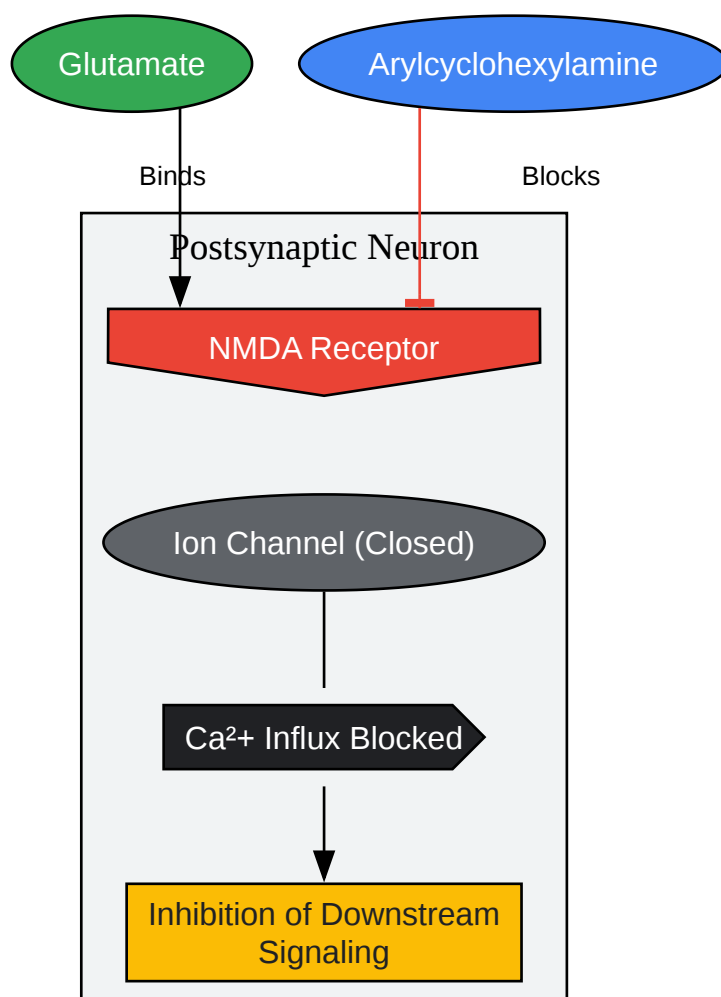 Glutamate
Arylcyclohexylamine
Binds
Blocks
Postsynaptic Neuron
NMDA Receptor
Ion Channel (Closed)
Ca²+ Influx Blocked
Inhibition of Downstream
Signaling